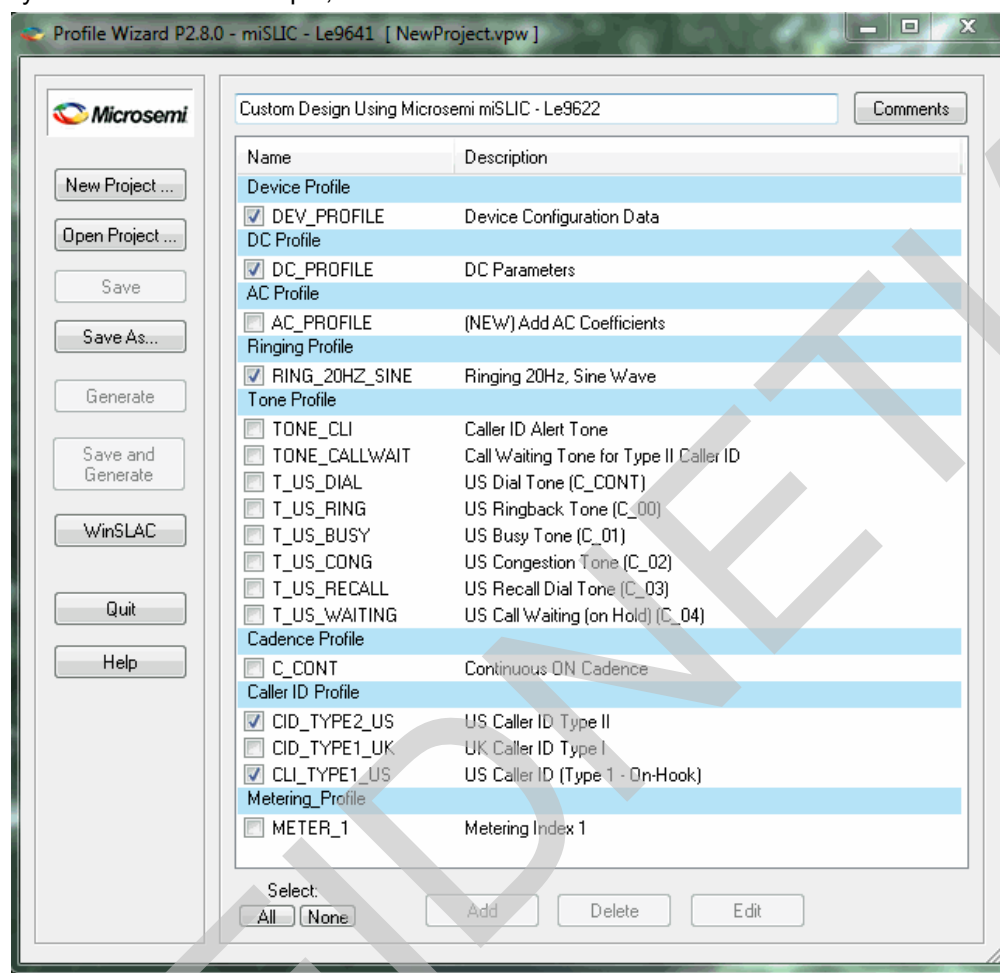 Profile Wizard P2.8.0 - miSLIC - Le9641 [ NewProject.vpw ]
Microsemi
Custom Design Using Microsemi miSLIC - Le9622
Comments
New Project ...
Open Project ...
Save
Save As...
Generate
Save and
Generate
WinSLAC
Quit
Help
Name Description
Device Profile
DEV_PROFILE Device Configuration Data
DC Profile
DC_PROFILE DC Parameters
AC Profile
AC_PROFILE (NEW) Add AC Coefficients
Ringing Profile
RING_20HZ_SINE Ringing 20Hz, Sine Wave
Tone Profile
TONE_CLI Caller ID Alert Tone
TONE_CALLWAIT Call Waiting Tone for Type II Caller ID
T_US_DIAL US Dial Tone (C_CONT)
T_US_RING US Ringback Tone (C_00)
T_US_BUSY US Busy Tone (C_01)
T_US_CONG US Congestion Tone (C_02)
T_US_RECALL US Recall Dial Tone (C_03)
T_US_WAITING US Call Waiting (on Hold) (C_04)
Cadence Profile
C_CONT Continuous ON Cadence
Caller ID Profile
CID_TYPE2_US US Caller ID Type II
CID_TYPE1_UK UK Caller ID Type I
CLI_TYPE1_US US Caller ID (Type 1 - On-Hook)
Metering_Profile
METER_1 Metering Index 1
Select:
All None
Add Delete Edit